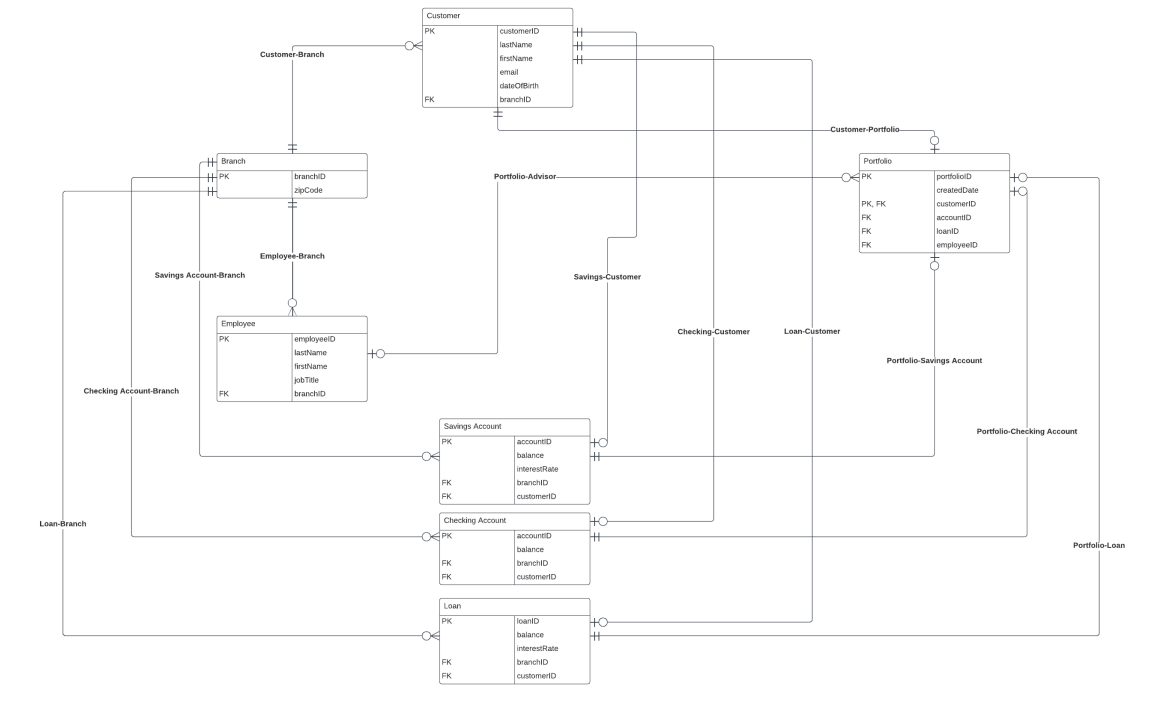 Customer
PK customerID
lastName
firstName
email
dateOfBirth
FK branchID
Customer-Branch
Customer-Portfolio
Branch
PK branchID
zipCode
Portfolio
PK portfolioID
createdDate
PK, FK customerID
FK accountID
FK loanID
FK employeeID
Portfolio-Advisor
Employee-Branch
Savings Account-Branch
Savings-Customer
Employee
PK employeeID
lastName
firstName
jobTitle
FK branchID
Checking-Customer
Loan-Customer
Portfolio-Savings Account
Checking Account-Branch
Savings Account
PK accountID
balance
interestRate
FK branchID
FK customerID
Portfolio-Checking Account
Loan-Branch
Checking Account
PK accountID
balance
FK branchID
FK customerID
Portfolio-Loan
Loan
PK loanID
balance
interestRate
FK branchID
FK customerID